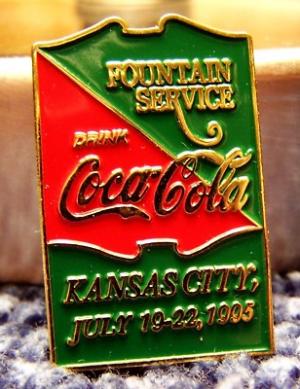 FOUNTAIN
SERVICE
DRINK
Coca-Cola
KANSAS CITY,
JULY 19-22, 1995